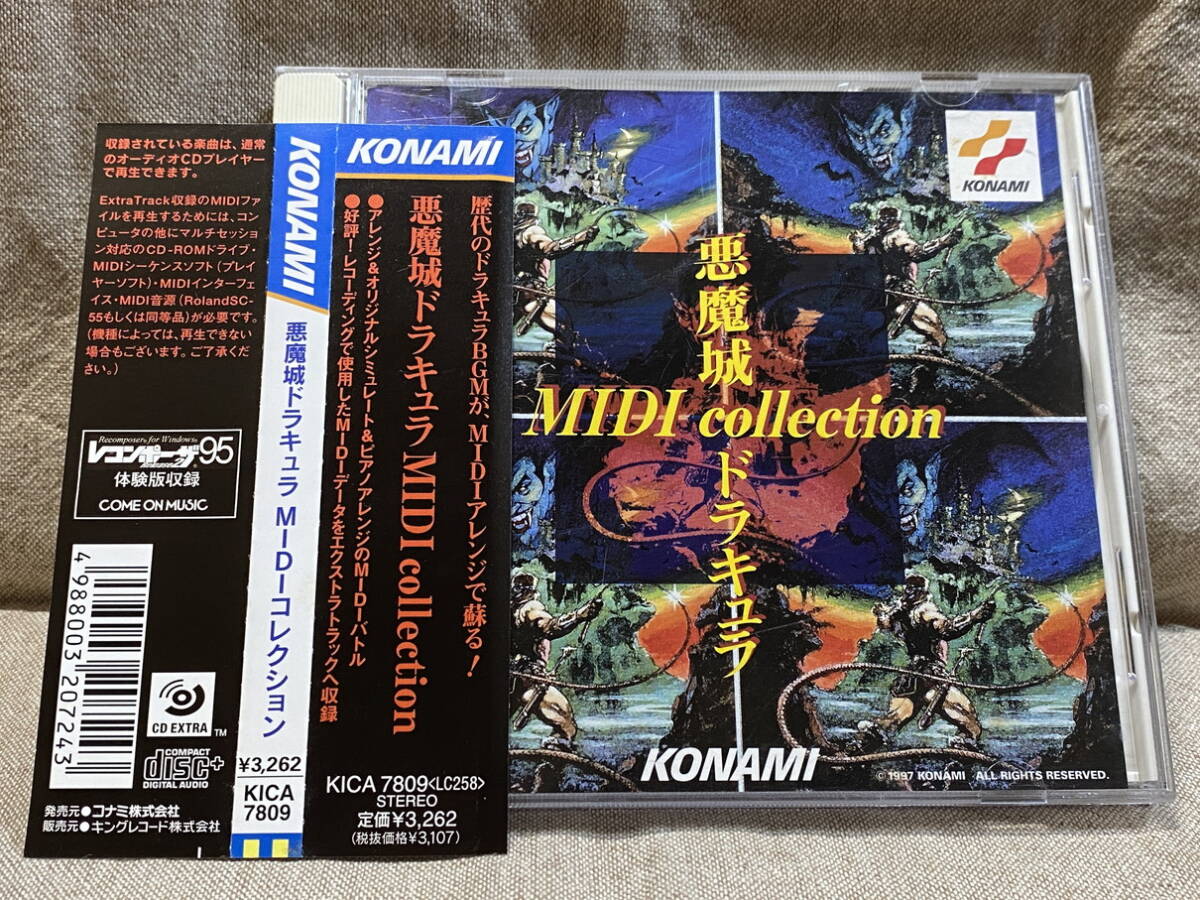 収録されている楽曲は、通常
のオーディオCDプレイヤー
で再生できます。
ExtraTrack収録のMIDIファ
イルを再生するためには、コン
ピュータの他にマルチセッショ
ン対応のCD-ROMドライブ・
MIDIシーケンスソフト(プレイ
ヤーソフト)・MIDIインターフェ
イス・MIDI音源(RolandSC-
55もしくは同等品)が必要です。
(機種によっては、再生できない
場合もございます。ご了承くだ
さい。)
Recomposer for Windows
レコンポーザ95
体験版収録
COME ON MUSIC
4988003207243
CD EXTRA TM
COMPACT
disc+
DIGITAL AUDIO
発売元●コナミ株式会社
販売元●キングレコード株式会社
KONAMI
悪魔城ドラキュラ MIDIコレクション
¥3,262
KICA
7809
KONAMI
歴代のドラキュラBGMが、MIDIアレンジで蘇る!
悪魔城ドラキュラMIDI collection
●アレンジ&オリジナルシミュレート&ピアノアレンジのMIDIバトル
●好評!レコーディングで使用したMIDIデータをエクストラトラックへ収録
KICA 7809<LC258>
STEREO
定価¥3,262
(税抜価格¥3,107)
KONAMI
悪魔城ドラキュラ
MIDI collection
KONAMI
© 1997 KONAMI ALL RIGHTS RESERVED.